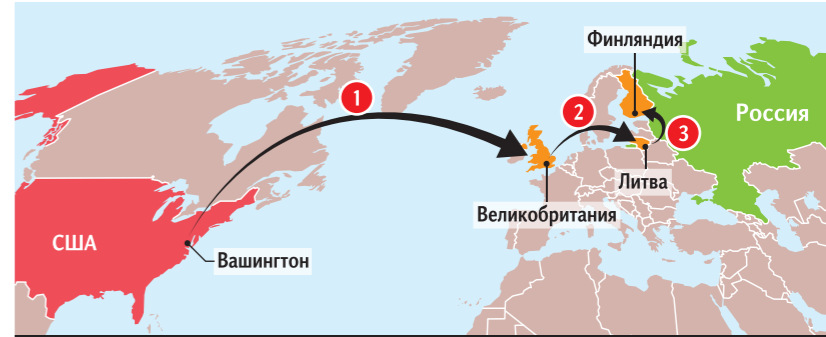 Финляндия
1
2
3
Россия
Литва
Великобритания
США
Вашингтон